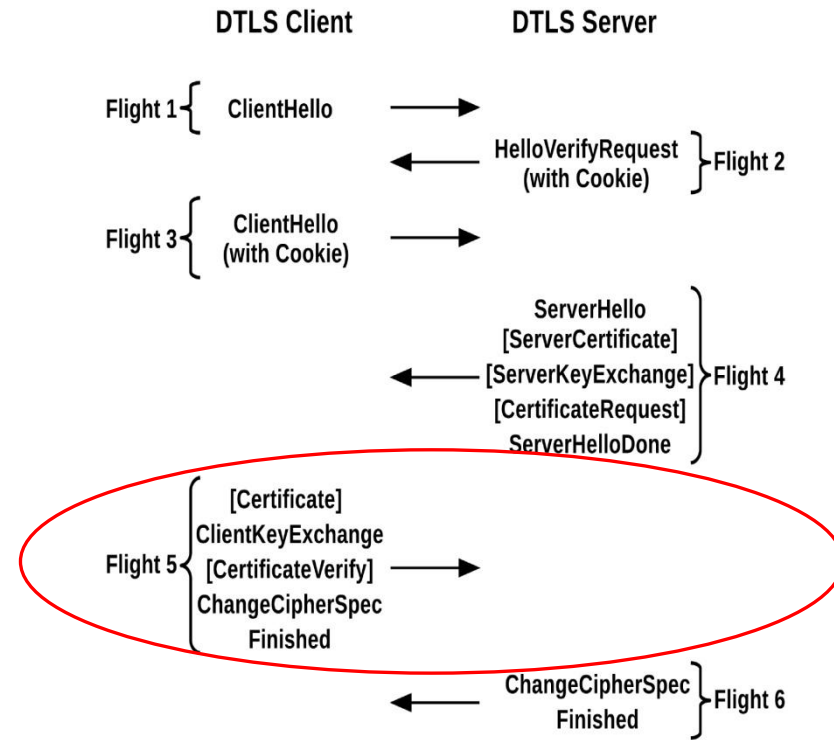 DTLS Client DTLS Server
Flight 1 ClientHello
HelloVerifyRequest
(with Cookie) Flight 2
Flight 3 ClientHello
(with Cookie)
ServerHello
[ServerCertificate]
[ServerKeyExchange] Flight 4
[CertificateRequest]
ServerHelloDone
[Certificate]
ClientKeyExchange
Flight 5 [CertificateVerify]
ChangeCipherSpec
Finished
ChangeCipherSpec
Finished Flight 6